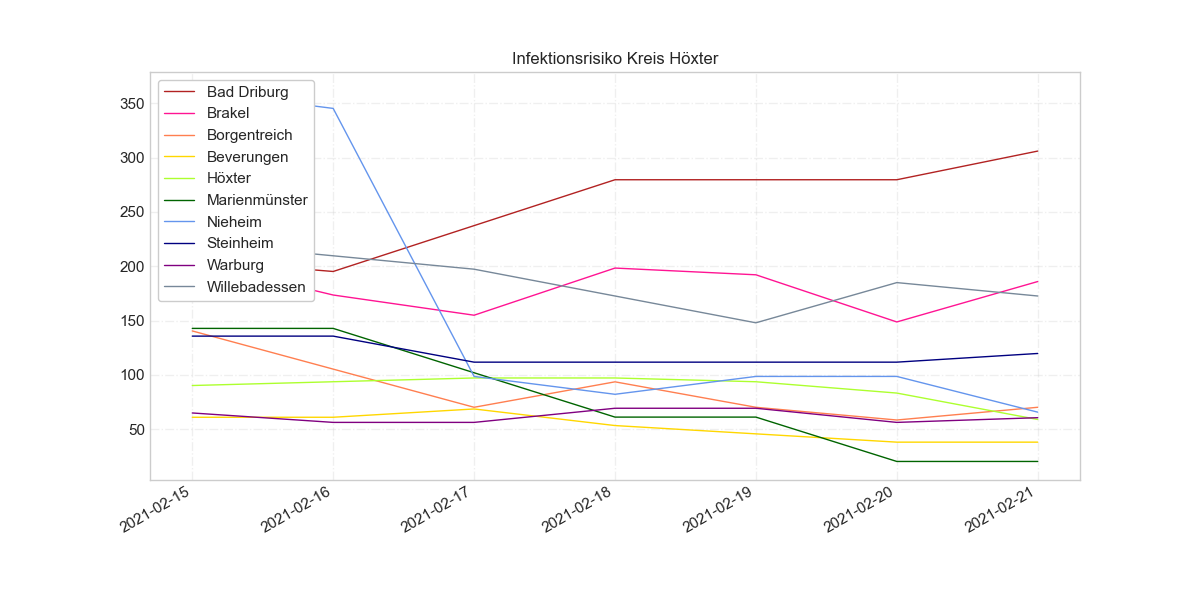 Infektionsrisiko Kreis Höxter
350
300
250
200
150
100
50
Bad Driburg
Brakel
Borgentreich
Beverungen
Höxter
Marienmünster
Nieheim
Steinheim
Warburg
Willebadessen
2021-02-15
2021-02-16
2021-02-17
2021-02-18
2021-02-19
2021-02-20
2021-02-21